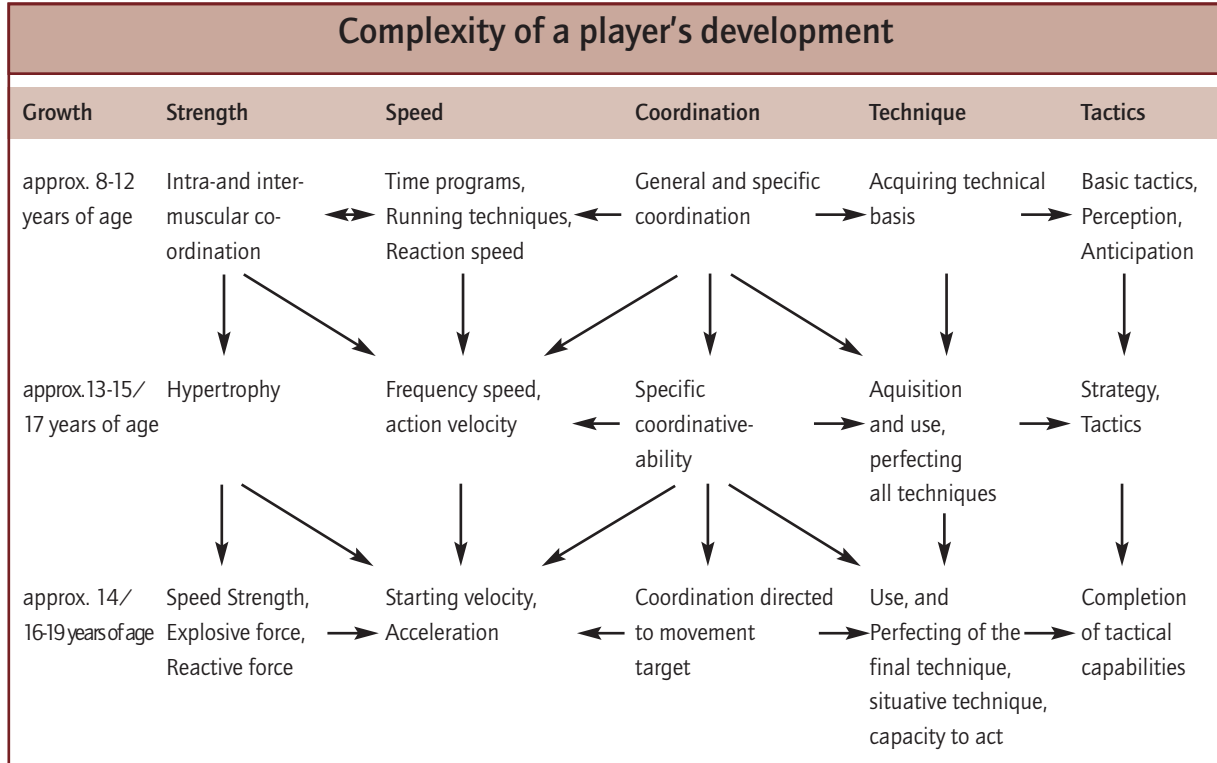 Complexity of a player's development
Growth
Strength
Speed
Coordination
Technique
Tactics
approx. 8-12
years of age
Intra-and inter-
muscular co-
ordination
Time programs,
Running techniques,
Reaction speed
General and specific
coordination
Acquiring technical
basis
Basic tactics,
Perception,
Anticipation
approx.13-15/
17 years of age
Hypertrophy
Frequency speed,
action velocity
Specific
coordinative-
ability
Aquisition
and use,
perfecting
all techniques
Strategy,
Tactics
approx. 14/
16-19 years of age
Speed Strength,
Explosive force,
Reactive force
Starting velocity,
Acceleration
Coordination directed
to movement
target
Use, and
Perfecting of the
final technique,
situative technique,
capacity to act
Completion
of tactical
capabilities